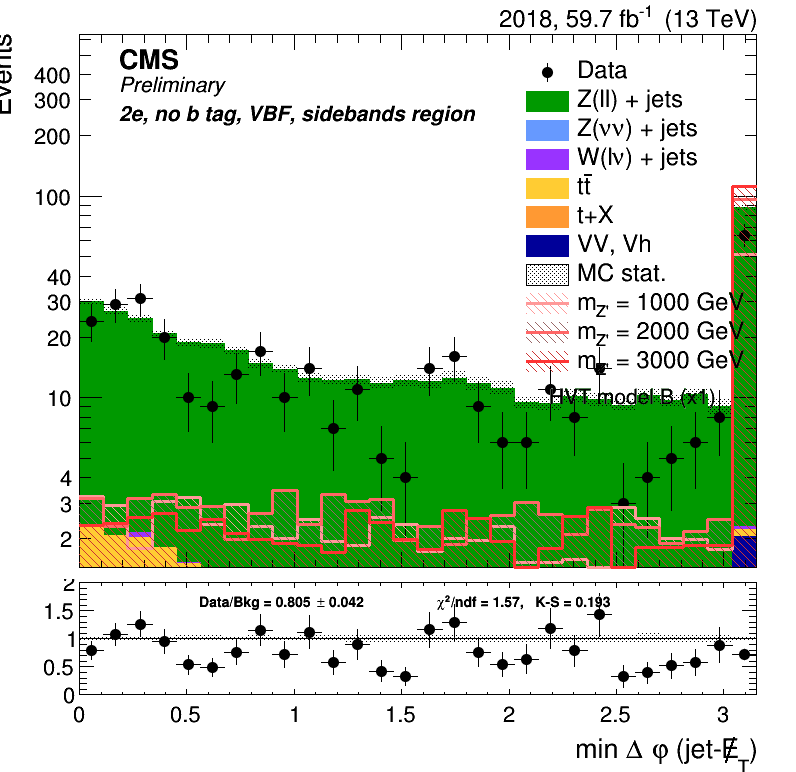 2018, 59.7 fb⁻¹ (13 TeV)
Events
CMS
Preliminary
2e, no b tag, VBF, sidebands region
Data
Z(ll) + jets
Z(νν) + jets
W(lν) + jets
tt̄
t+X
VV, Vh
MC stat.
m_Z' = 1000 GeV
m_Z' = 2000 GeV
m_Z' = 3000 GeV
HVT model B (x1)
400
300
200
100
40
30
20
10
4
3
2
Data/Bkg = 0.805 ± 0.042
χ²/ndf = 1.57, K-S = 0.193
2
1.5
1
0.5
0
0 0.5 1 1.5 2 2.5 3
min Δ φ (jet-E̸_T)